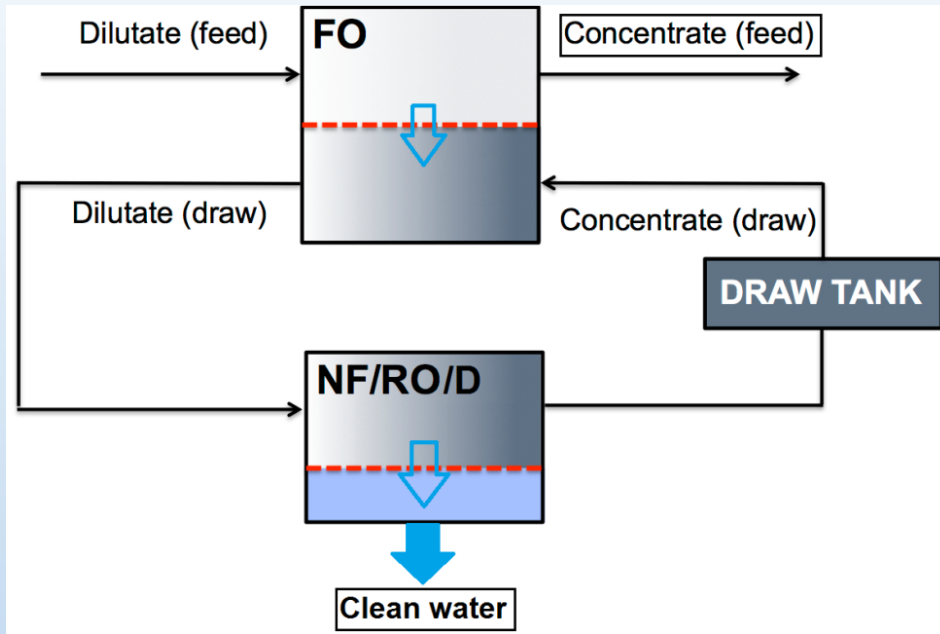 Dilutate (feed)
FO
Concentrate (feed)
Dilutate (draw)
Concentrate (draw)
DRAW TANK
NF/RO/D
Clean water